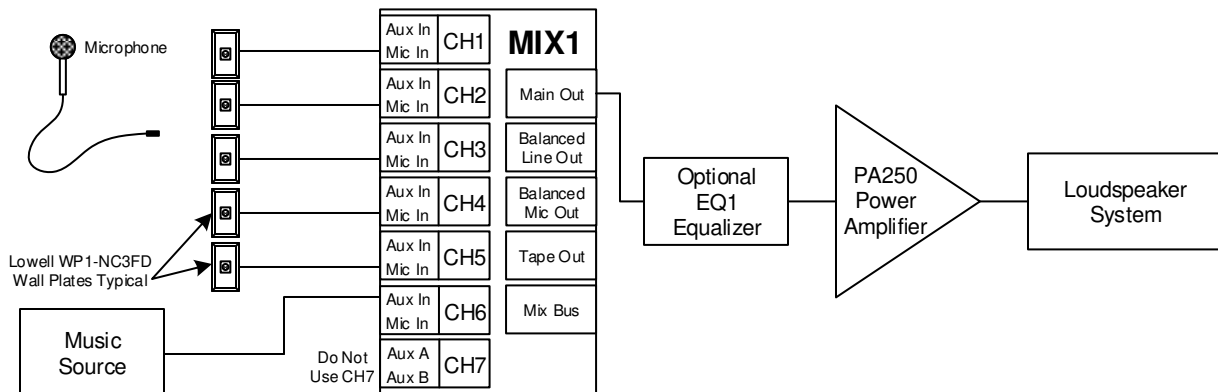 Microphone
Lowell WP1-NC3FD
Wall Plates Typical
Music
Source
Do Not
Use CH7
MIX1
Aux In
Mic In
CH1
Aux In
Mic In
CH2
Aux In
Mic In
CH3
Aux In
Mic In
CH4
Aux In
Mic In
CH5
Aux In
Mic In
CH6
Aux A
Aux B
CH7
Main Out
Balanced
Line Out
Balanced
Mic Out
Tape Out
Mix Bus
Optional
EQ1
Equalizer
PA250
Power
Amplifier
Loudspeaker
System